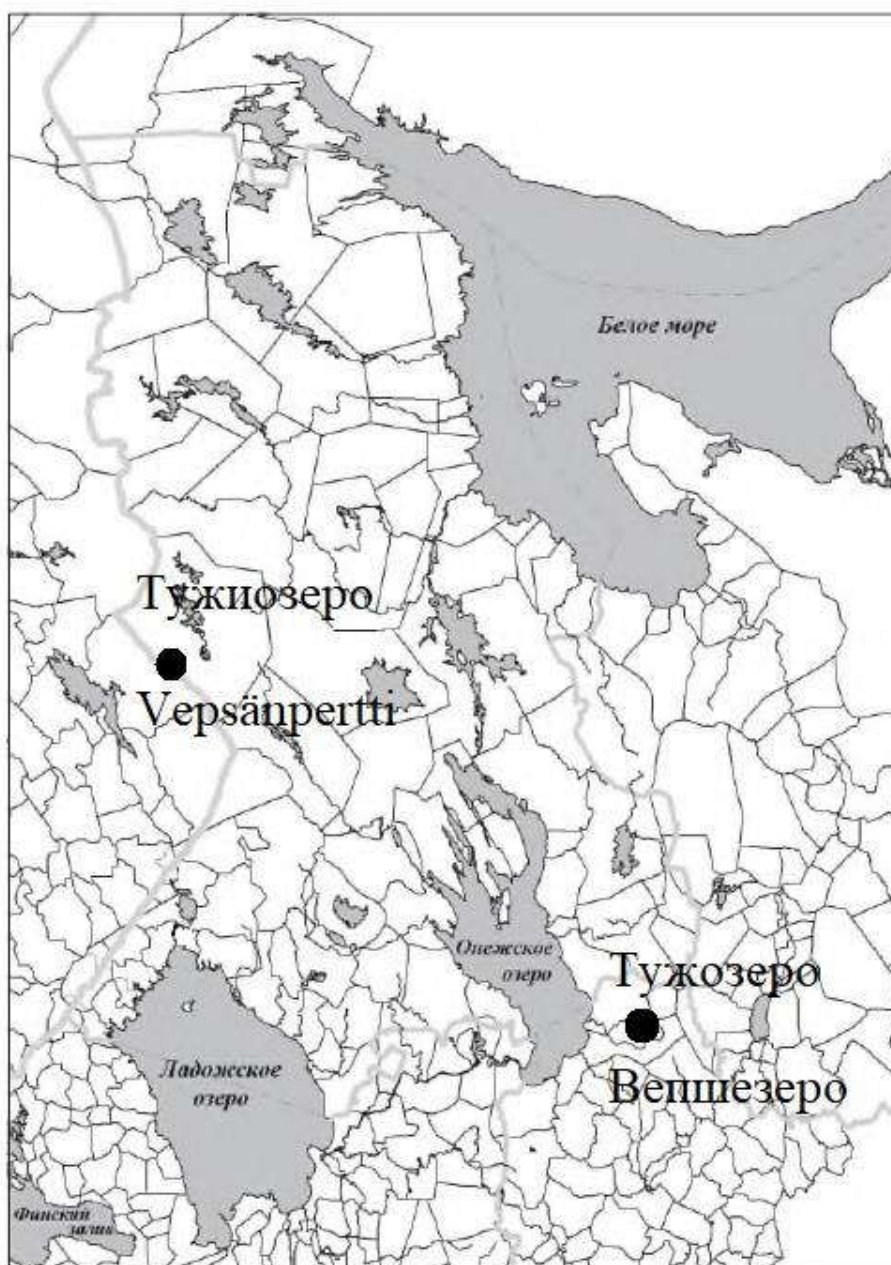 Белое море
Тужиозеро
Vepsänpertti
Онежское
озеро
Тужозеро
Вепшезеро
Ладожское
озеро
Финский
залив